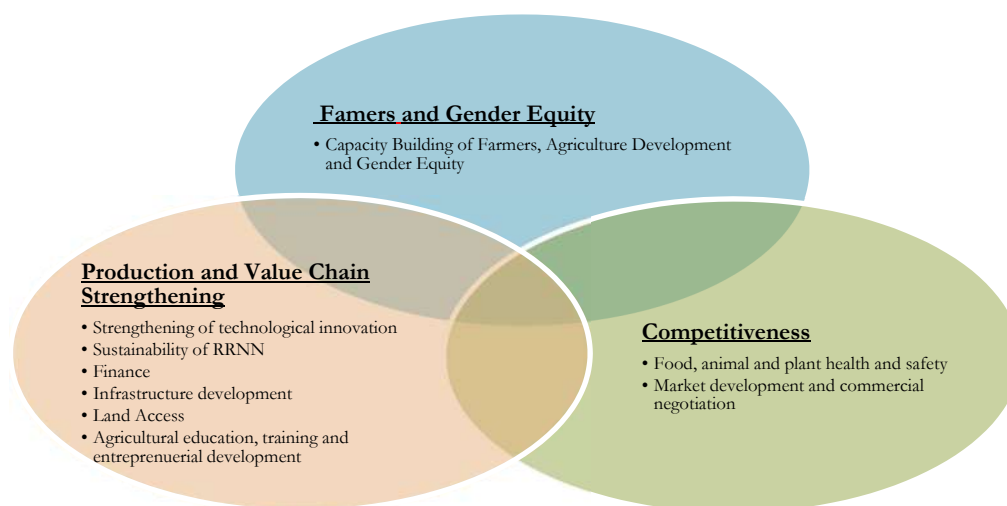 Famers and Gender Equity
• Capacity Building of Farmers, Agriculture Development
and Gender Equity
Production and Value Chain
Strengthening
• Strengthening of technological innovation
• Sustainability of RRNN
• Finance
• Infrastructure development
• Land Access
• Agricultural education, training and
entreprenuerial development
Competitiveness
• Food, animal and plant health and safety
• Market development and commercial
negotiation